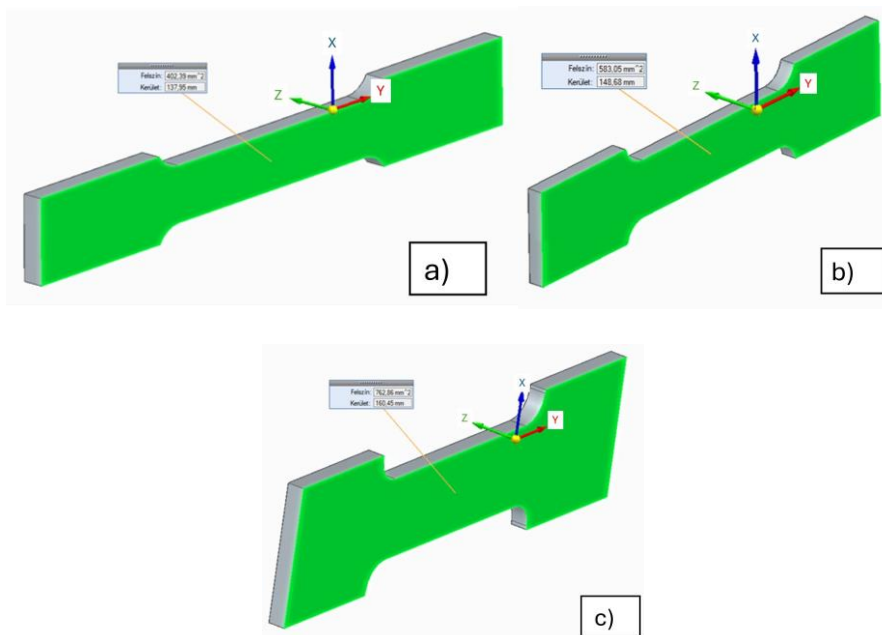 Felszín: 402,39 mm^2
Kerület: 137,95 mm
X
Z
Y
a)
Felszín: 583,05 mm^2
Kerület: 148,68 mm
X
Z
Y
b)
Felszín: 762,86 mm^2
Kerület: 160,45 mm
X
Z
Y
c)